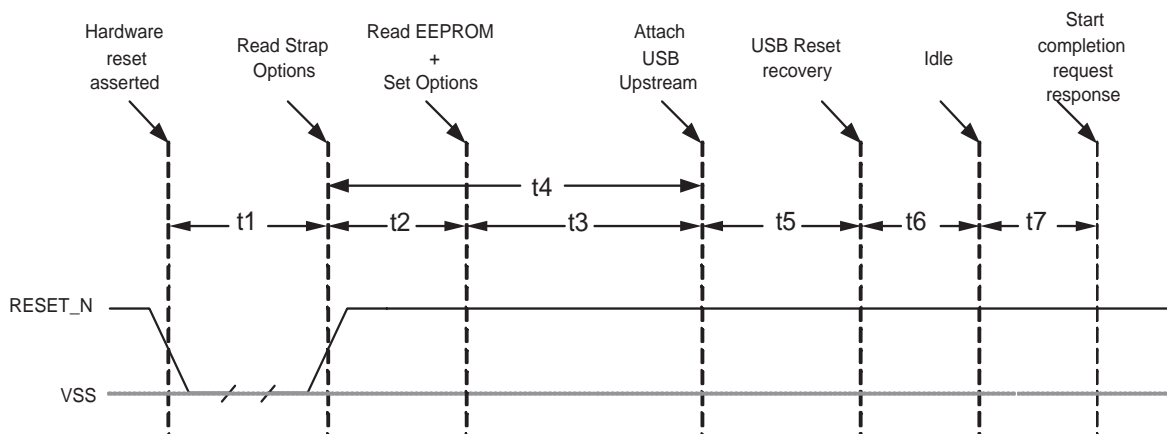 Hardware
reset
asserted
Read Strap
Options
Read EEPROM
+
Set Options
Attach
USB
Upstream
USB Reset
recovery
Idle
Start
completion
request
response
t4
t1
t2
t3
t5
t6
t7
RESET_N
VSS